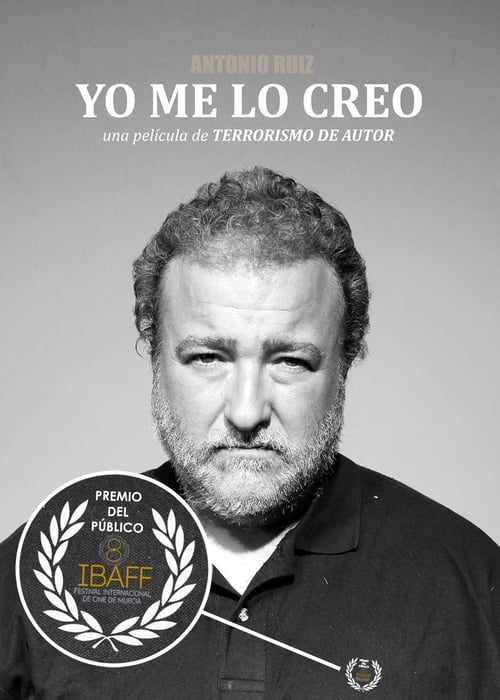 ANTONIO RUIZ
YO ME LO CREO
una película de TERRORISMO DE AUTOR
PREMIO
DEL
PÚBLICO
8
IBAFF
FESTIVAL INTERNACIONAL
DE CINE DE MURCIA
IBAFF